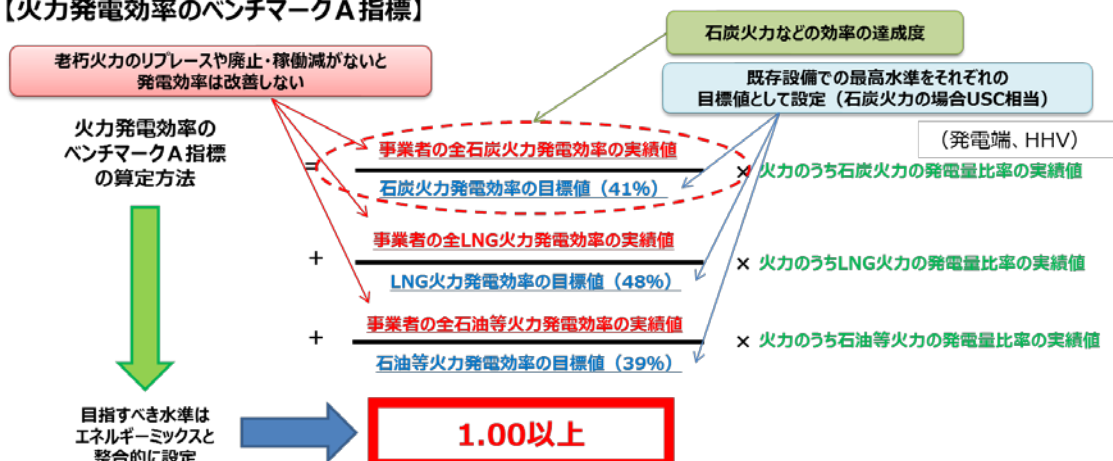 【火力発電効率のベンチマークA指標】
石炭火力などの効率の達成度
老朽火力のリプレースや廃止・稼働減がないと
発電効率は改善しない
既存設備での最高水準をそれぞれの
目標値として設定（石炭火力の場合USC相当）
（発電端、HHV）
火力発電効率の
ベンチマークA指標
の算定方法
=
事業者の全石炭火力発電効率の実績値
石炭火力発電効率の目標値（41%）
× 火力のうち石炭火力の発電量比率の実績値
+
事業者の全LNG火力発電効率の実績値
LNG火力発電効率の目標値（48%）
× 火力のうちLNG火力の発電量比率の実績値
+
事業者の全石油等火力発電効率の実績値
石油等火力発電効率の目標値（39%）
× 火力のうち石油等火力の発電量比率の実績値
目指すべき水準は
エネルギーミックスと
整合的に設定
1.00以上